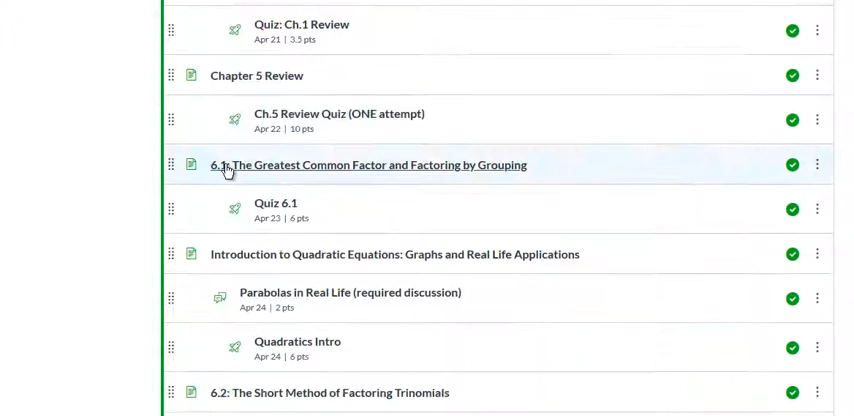 Quiz: Ch.1 Review
Apr 21 | 3.5 pts
Chapter 5 Review
Ch.5 Review Quiz (ONE attempt)
Apr 22 | 10 pts
6.1: The Greatest Common Factor and Factoring by Grouping
Quiz 6.1
Apr 23 | 6 pts
Introduction to Quadratic Equations: Graphs and Real Life Applications
Parabolas in Real Life (required discussion)
Apr 24 | 2 pts
Quadratics Intro
Apr 24 | 6 pts
6.2: The Short Method of Factoring Trinomials